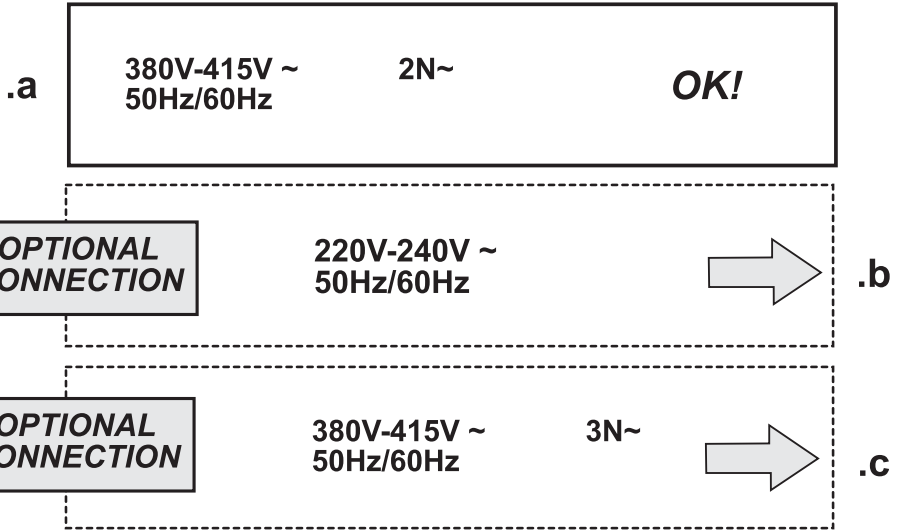 .a
380V-415V ~ 2N~
50Hz/60Hz
OK!
OPTIONAL
ONNECTION
220V-240V ~
50Hz/60Hz
.b
OPTIONAL
ONNECTION
380V-415V ~ 3N~
50Hz/60Hz
.c